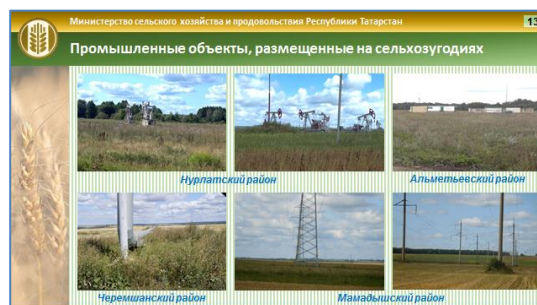 Министерство сельского хозяйства и продовольствия Республики Татарстан
13
Промышленные объекты, размещенные на сельхозугодиях
Нурлатский район
Альметьевский район
Черемшанский район
Мамадышский район